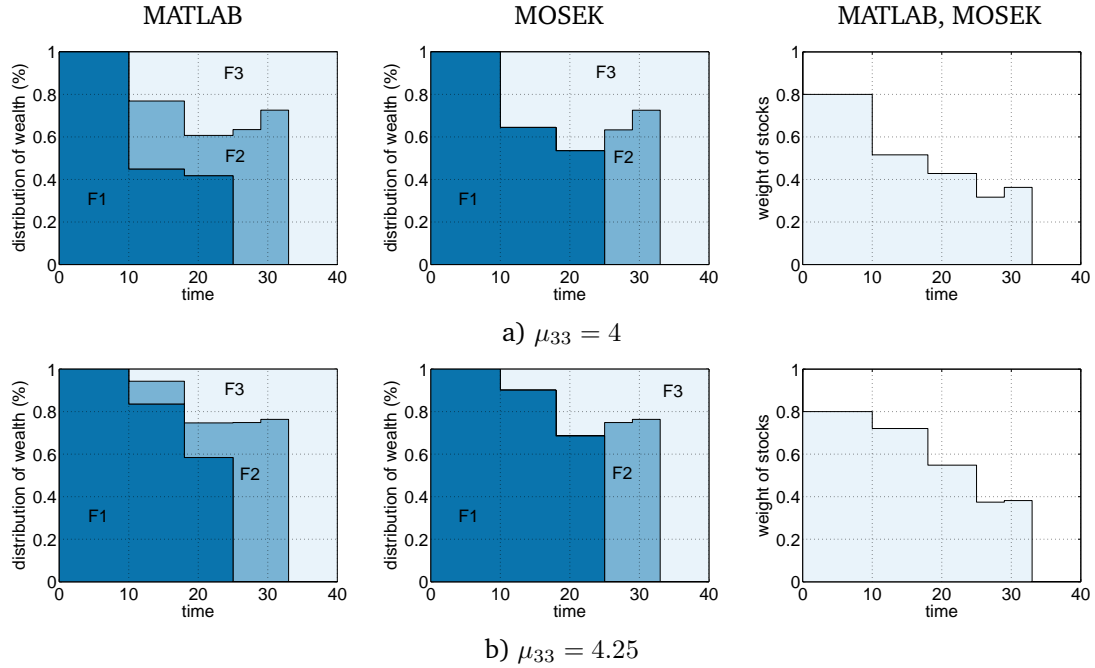 MATLAB MOSEK MATLAB, MOSEK
distribution of wealth (%)
1
0.8
0.6
0.4
0.2
0
F3
F2
F1
0 10 20 30 40
time
distribution of wealth (%)
1
0.8
0.6
0.4
0.2
0
F3
F2
F1
0 10 20 30 40
time
weight of stocks
1
0.8
0.6
0.4
0.2
0
0 10 20 30 40
time
a) μ33 = 4
distribution of wealth (%)
1
0.8
0.6
0.4
0.2
0
F3
F2
F1
0 10 20 30 40
time
distribution of wealth (%)
1
0.8
0.6
0.4
0.2
0
F3
F2
F1
0 10 20 30 40
time
weight of stocks
1
0.8
0.6
0.4
0.2
0
0 10 20 30 40
time
b) μ33 = 4.25